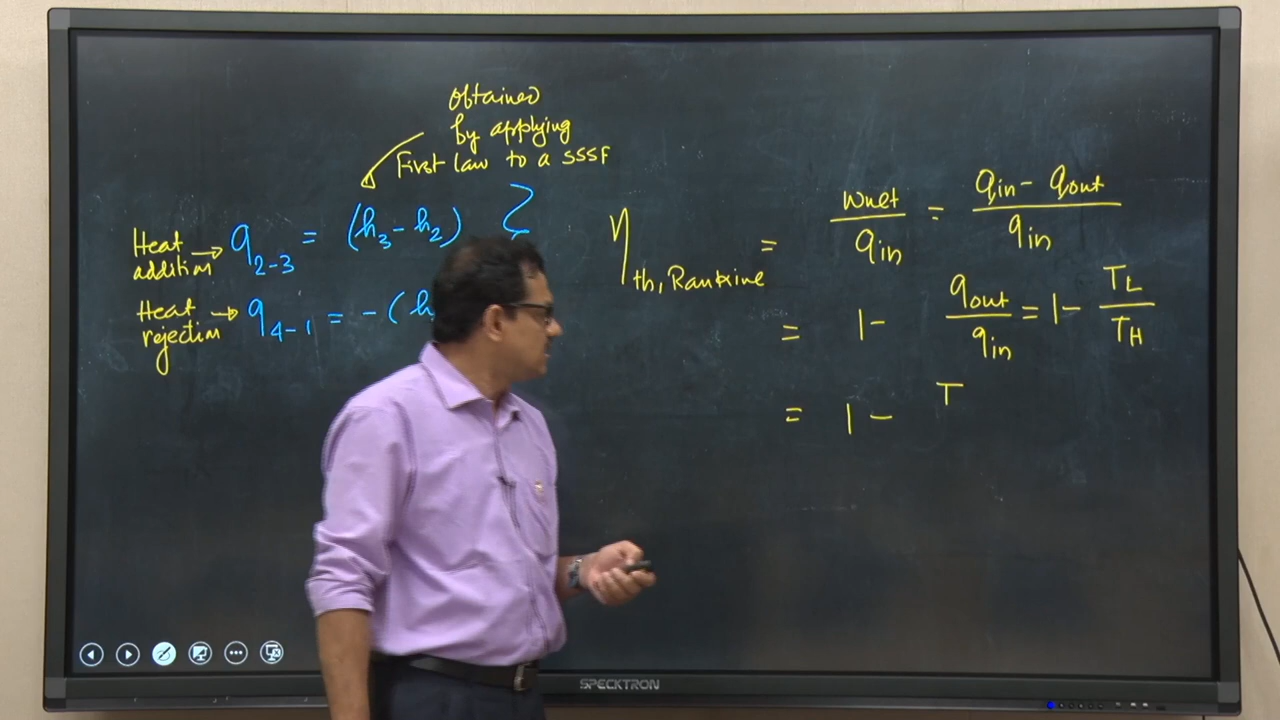 obtained
by applying
First law to a SSSF
Heat
addition → q2-3 = (h3 - h2)
Heat
rejection → q4-1 = - (h
ηth, Rankine = wnet/qin = (qin - qout)/qin
= 1 - qout/qin = 1 - TL/TH
= 1 - T
SPECKTRON